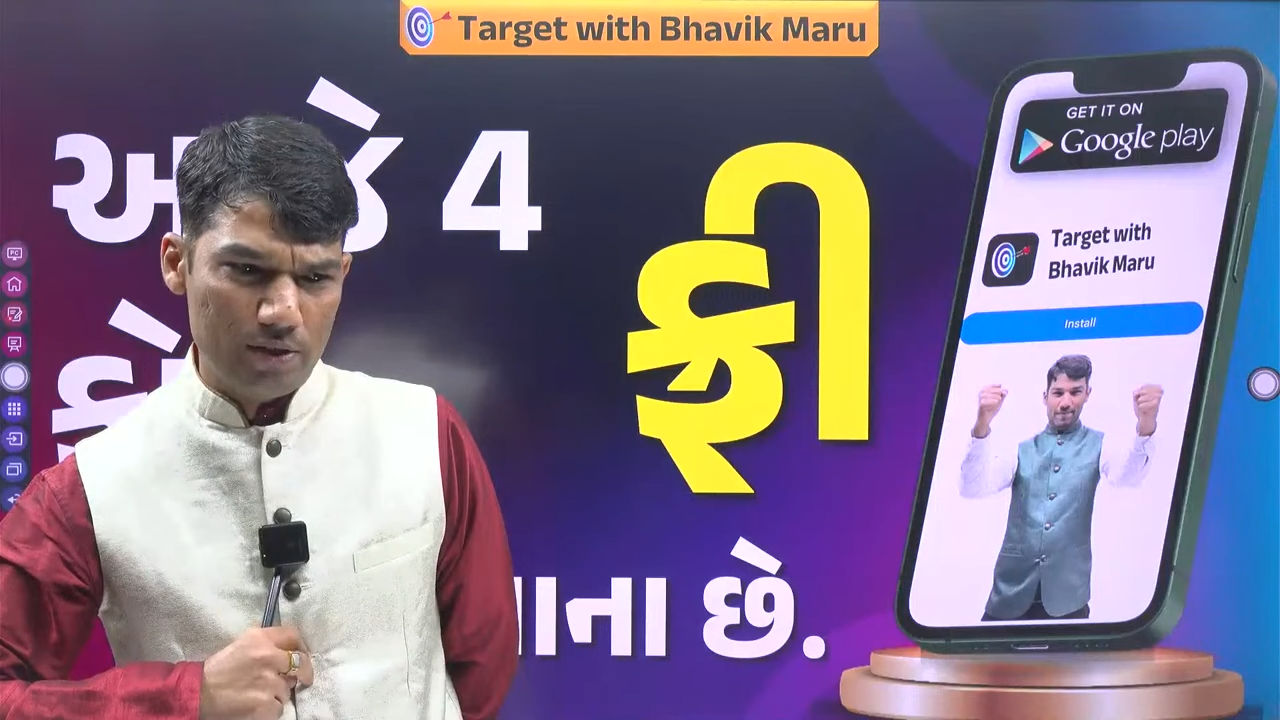 Target with Bhavik Maru
4
ફ્રી
છે.
GET IT ON
Google play
Target with
Bhavik Maru
Install